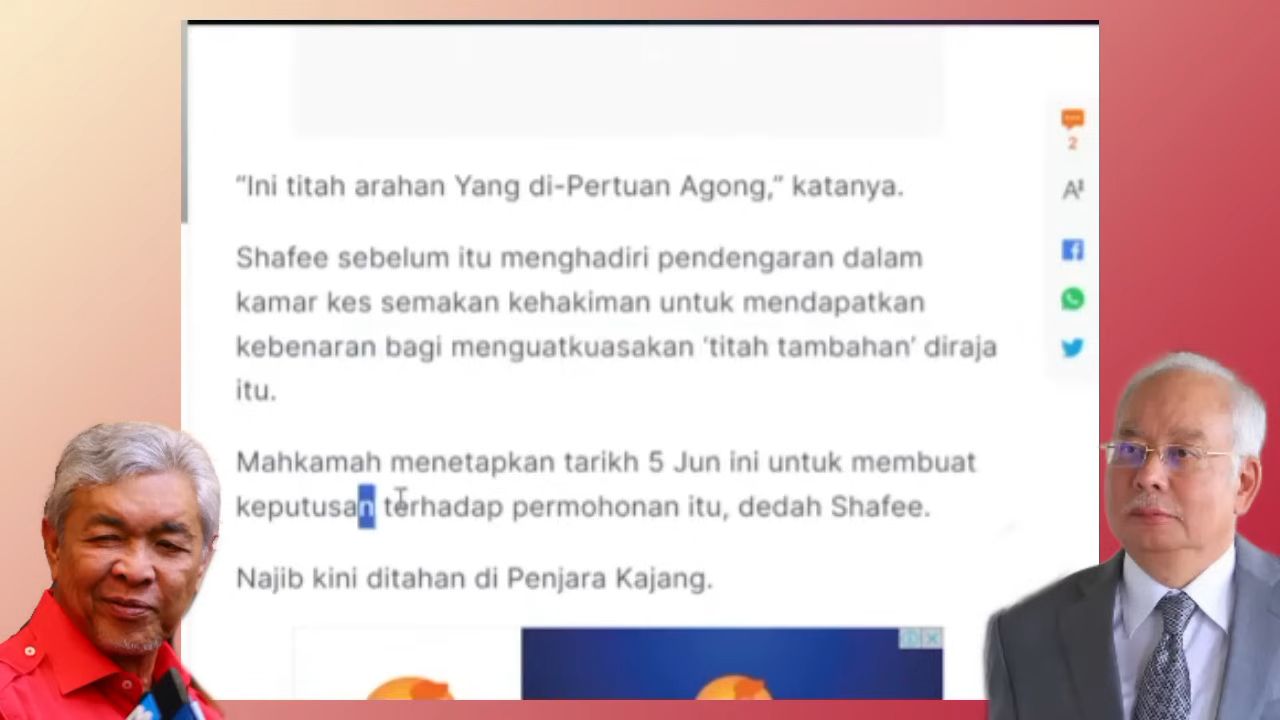 “Ini titah arahan Yang di-Pertuan Agong,” katanya.
2
A
Shafee sebelum itu menghadiri pendengaran dalam
kamar kes semakan kehakiman untuk mendapatkan
kebenaran bagi menguatkuasakan ‘titah tambahan’ diraja
itu.
Mahkamah menetapkan tarikh 5 Jun ini untuk membuat
keputusan terhadap permohonan itu, dedah Shafee.
Najib kini ditahan di Penjara Kajang.